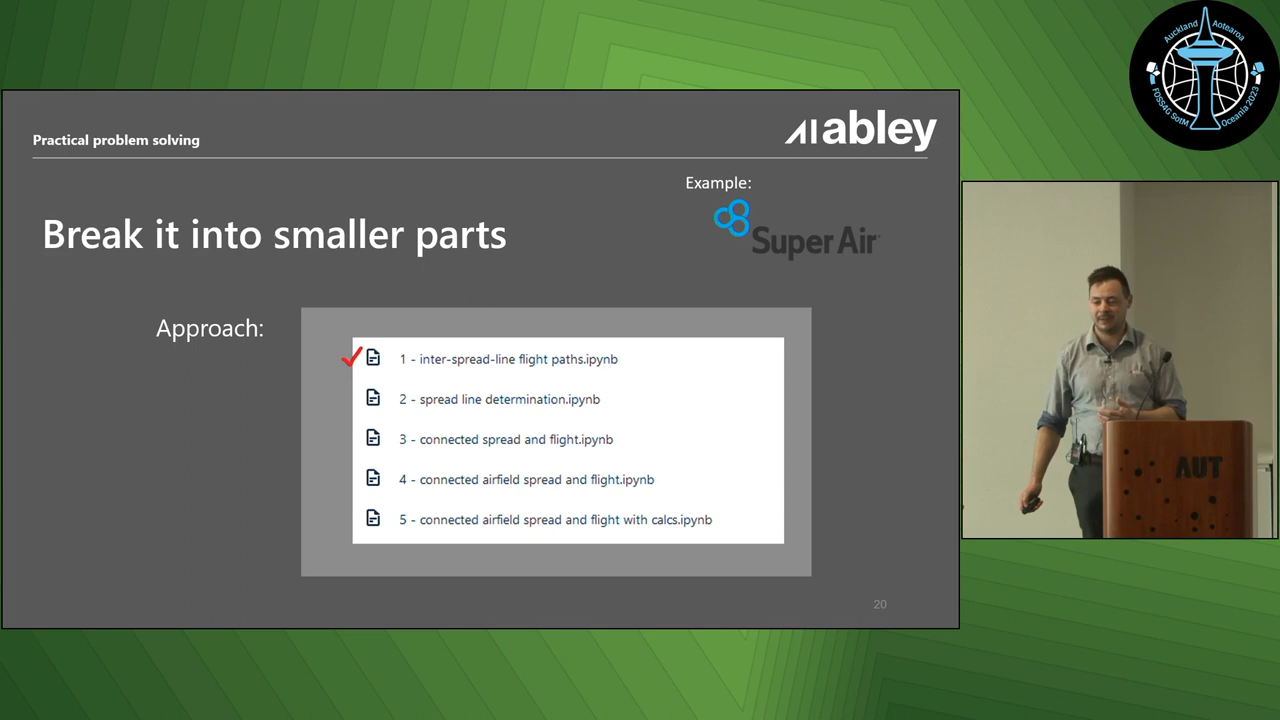 Practical problem solving
abley
Example:
Super Air
Break it into smaller parts
Approach:
1 - inter-spread-line flight paths.ipynb
2 - spread line determination.ipynb
3 - connected spread and flight.ipynb
4 - connected airfield spread and flight.ipynb
5 - connected airfield spread and flight with calcs.ipynb
20
Auckland Aotearoa
FOSS4G SotM Oceania 2023
AUT